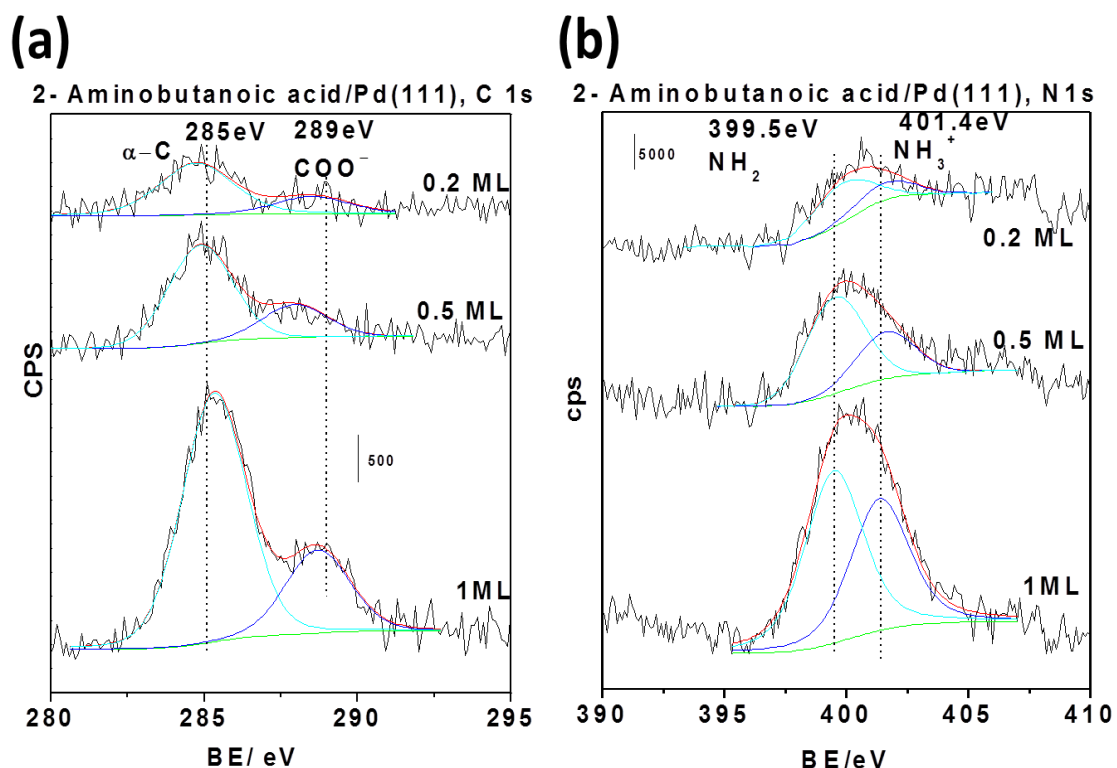 (a)
2- Aminobutanoic acid/Pd(111), C 1s
285eV
289eV
α–C
COO⁻
0.2 ML
0.5 ML
500
1ML
CPS
280
285
290
295
BE/ eV
(b)
2- Aminobutanoic acid/Pd(111), N1s
5000
399.5eV
401.4eV
NH₂
NH₃⁺
0.2 ML
0.5 ML
1ML
cps
390
395
400
405
410
BE/eV